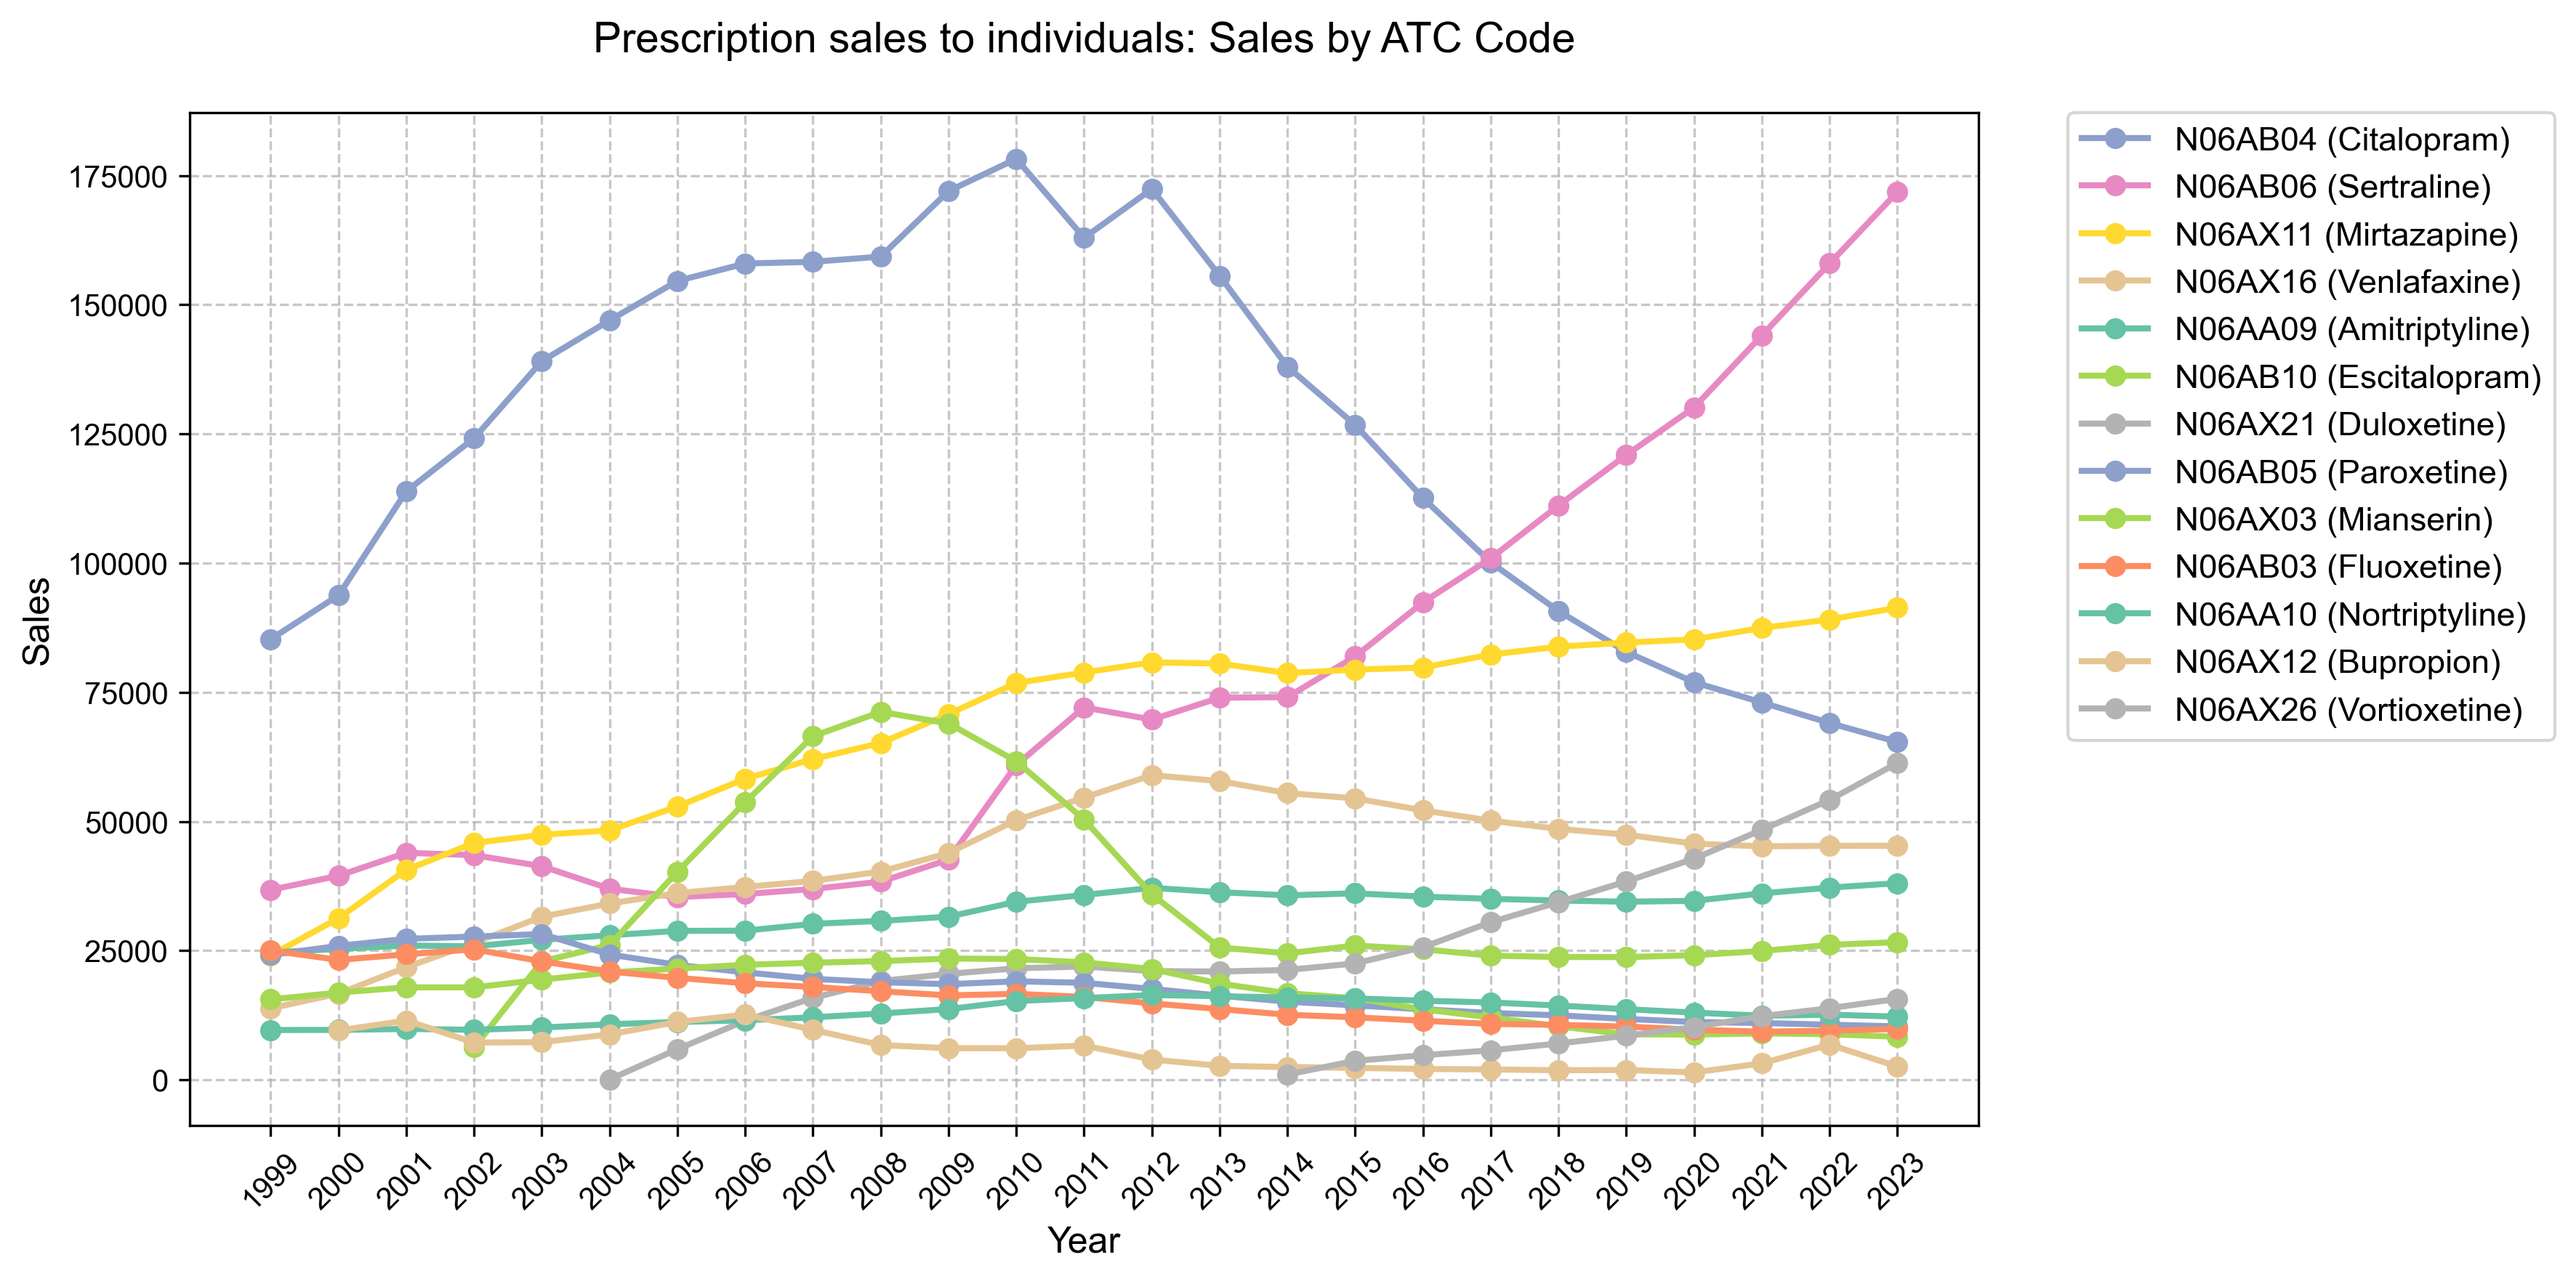 Prescription sales to individuals: Sales by ATC Code
175000
150000
125000
100000
75000
50000
25000
0
Sales
1999
2000
2001
2002
2003
2004
2005
2006
2007
2008
2009
2010
2011
2012
2013
2014
2015
2016
2017
2018
2019
2020
2021
2022
2023
Year
N06AB04 (Citalopram)
N06AB06 (Sertraline)
N06AX11 (Mirtazapine)
N06AX16 (Venlafaxine)
N06AA09 (Amitriptyline)
N06AB10 (Escitalopram)
N06AX21 (Duloxetine)
N06AB05 (Paroxetine)
N06AX03 (Mianserin)
N06AB03 (Fluoxetine)
N06AA10 (Nortriptyline)
N06AX12 (Bupropion)
N06AX26 (Vortioxetine)